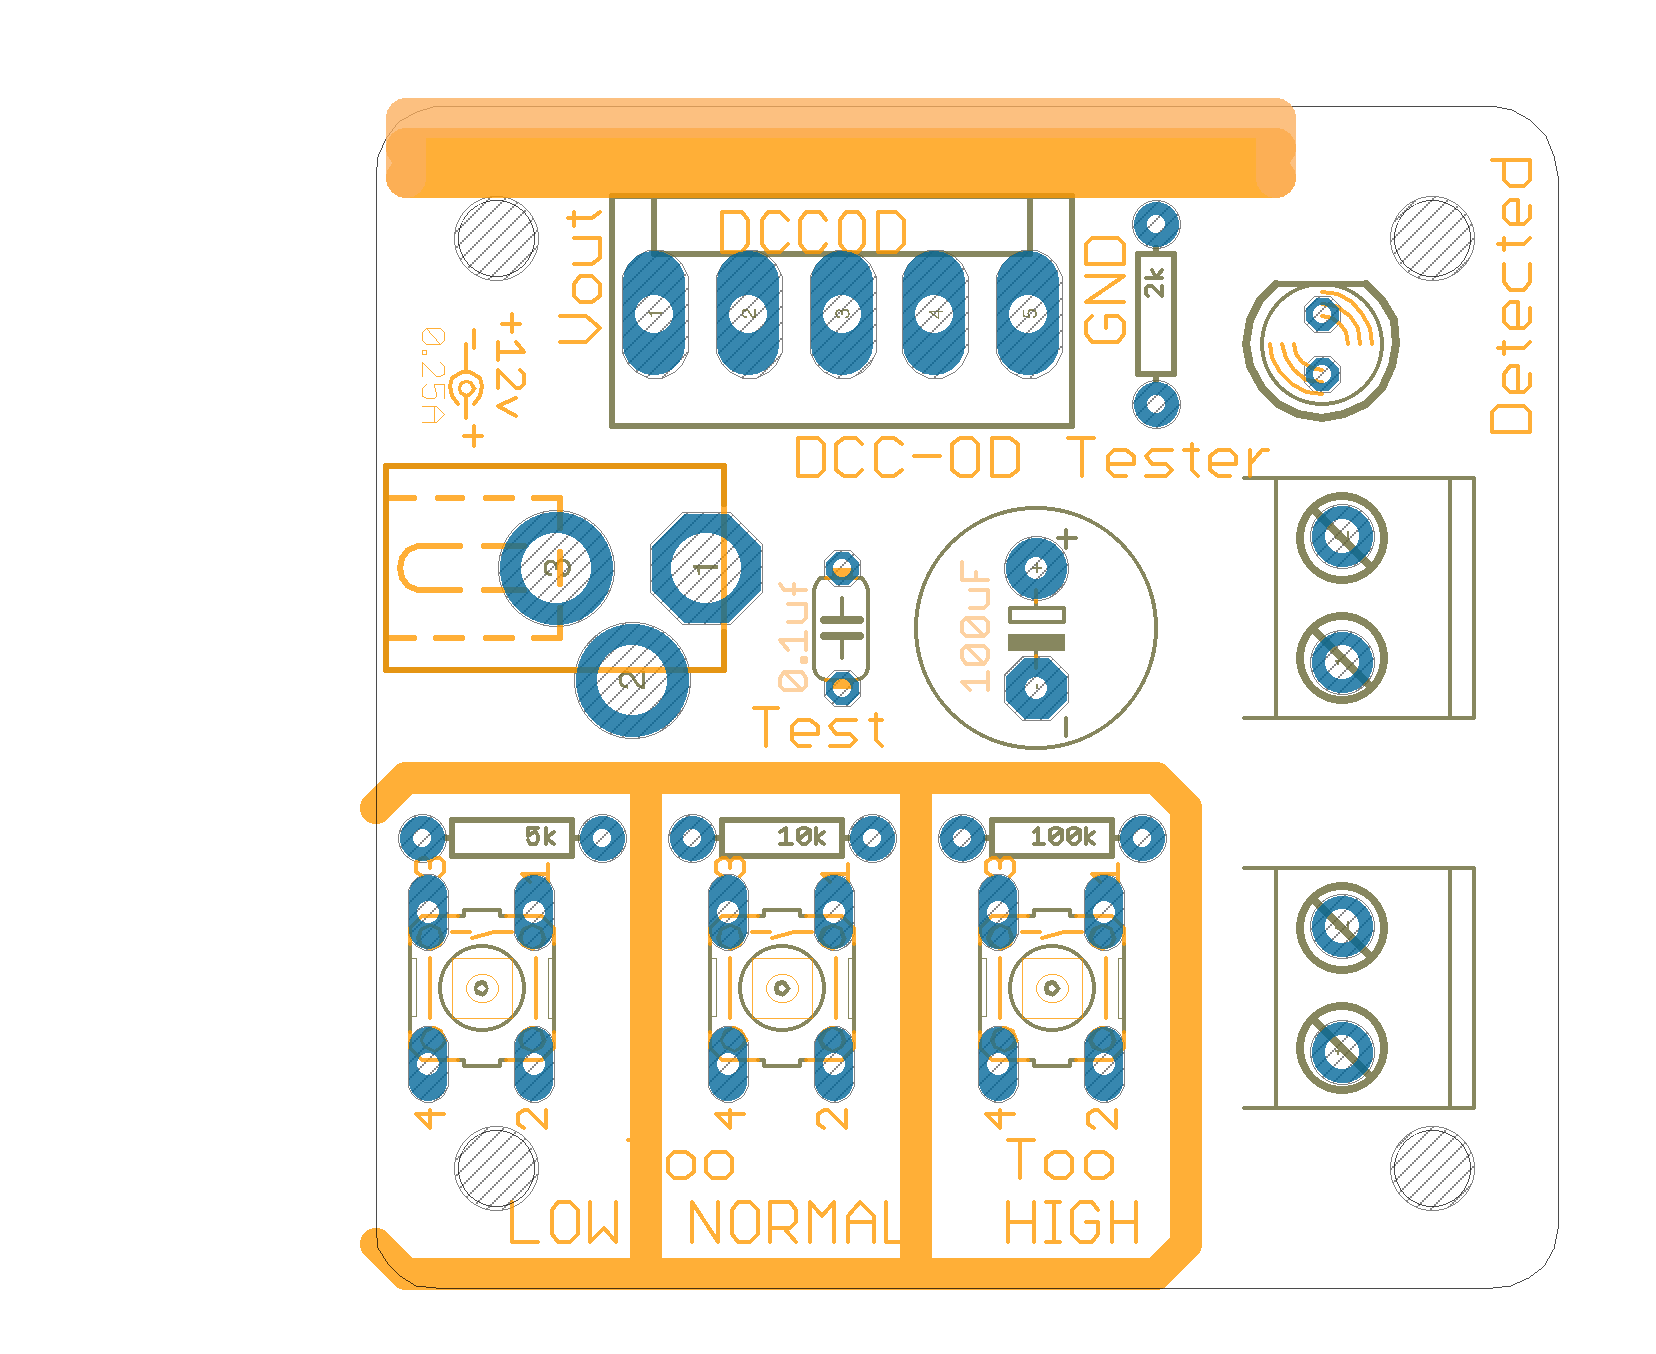 Vout
DCCOD
GND
2k
Detected
1 2 3 4 5
0.25A
-
+
+12v
DCC-OD Tester
3
1
2
0.1uf
100uF
+
+
-
-
Test
5k
10k
100k
3 1
3 1
3 1
4 2
4 2
4 2
oo
Too
LOW
NORMAL
HIGH